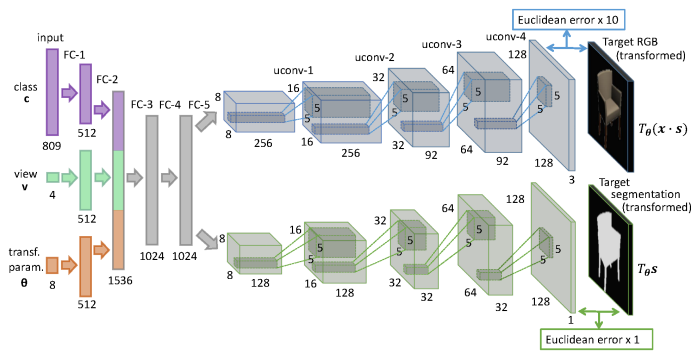 input
class
c
809
FC-1
512
FC-2
view
v
4
512
transf.
param.
θ
8
512
1536
FC-3
FC-4
FC-5
1024
1024
8
8
256
uconv-1
16
16
5
5
256
uconv-2
32
32
5
5
92
uconv-3
64
64
5
5
92
uconv-4
128
128
5
5
3
Euclidean error x 10
Target RGB
(transformed)
Tθ(x · s)
8
8
128
16
16
5
5
128
32
32
5
5
32
64
64
5
5
32
128
128
5
5
1
Target
segmentation
(transformed)
Tθs
Euclidean error x 1